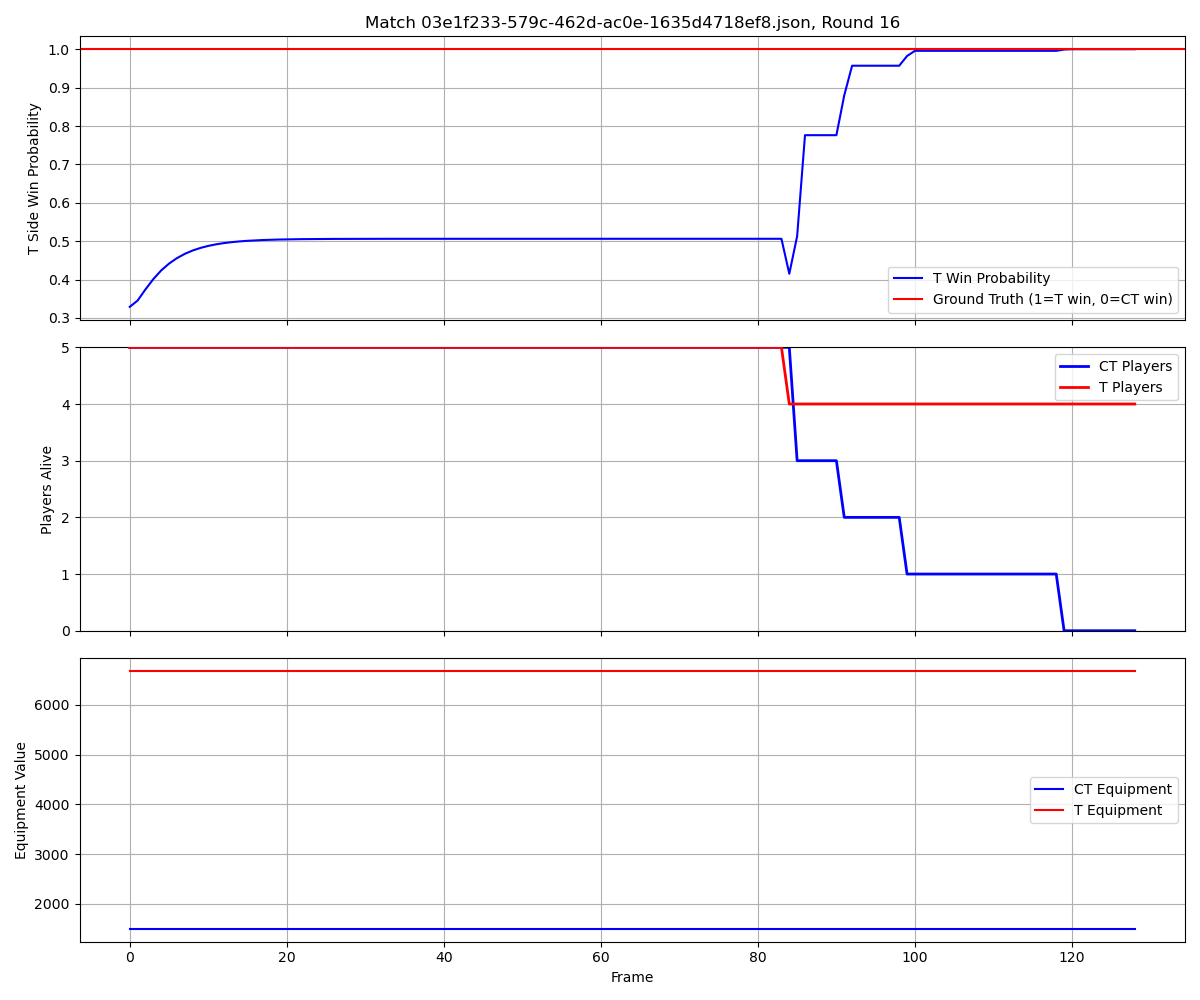 Match 03e1f233-579c-462d-ac0e-1635d4718ef8.json, Round 16
T Side Win Probability
1.0
0.9
0.8
0.7
0.6
0.5
0.4
0.3
T Win Probability
Ground Truth (1=T win, 0=CT win)
Players Alive
5
4
3
2
1
0
CT Players
T Players
Equipment Value
6000
5000
4000
3000
2000
CT Equipment
T Equipment
0 20 40 60 80 100 120
Frame